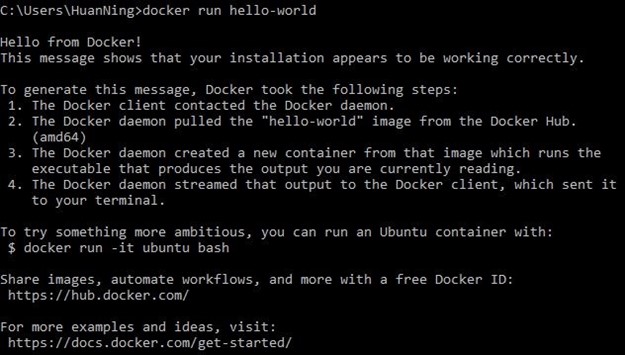 C:\Users\HuanNing>docker run hello-world
Hello from Docker!
This message shows that your installation appears to be working correctly.
To generate this message, Docker took the following steps:
1. The Docker client contacted the Docker daemon.
2. The Docker daemon pulled the "hello-world" image from the Docker Hub.
(amd64)
3. The Docker daemon created a new container from that image which runs the
executable that produces the output you are currently reading.
4. The Docker daemon streamed that output to the Docker client, which sent it
to your terminal.
To try something more ambitious, you can run an Ubuntu container with:
$ docker run -it ubuntu bash
Share images, automate workflows, and more with a free Docker ID:
https://hub.docker.com/
For more examples and ideas, visit:
https://docs.docker.com/get-started/